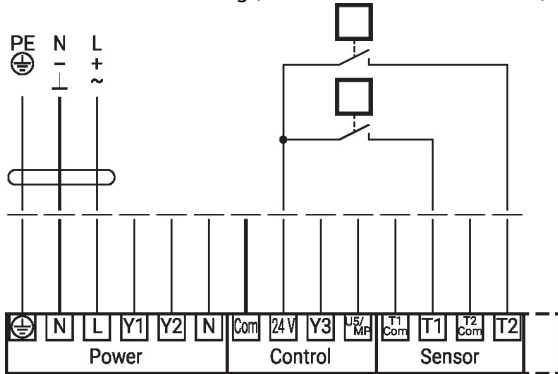 PE N L
– +
⊥ ~
N L Y1 Y2 N Com 24 V Y3 U5/MP T1 Com T1 T2 Com T2
Power Control Sensor